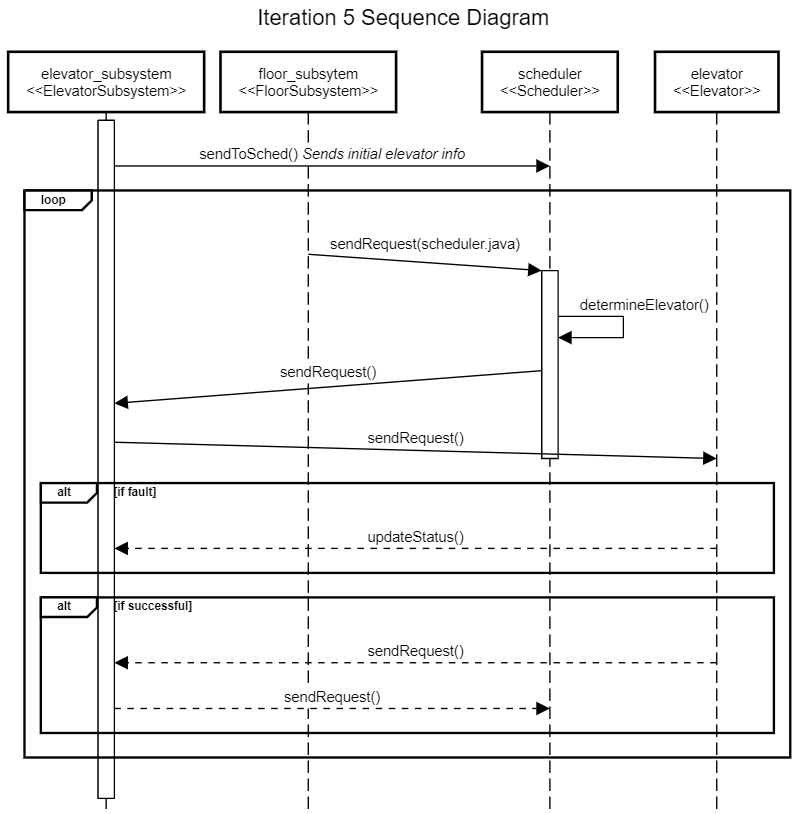 Iteration 5 Sequence Diagram
elevator_subsystem
<<ElevatorSubsystem>>
floor_subsytem
<<FloorSubsystem>>
scheduler
<<Scheduler>>
elevator
<<Elevator>>
sendToSched() Sends initial elevator info
loop
sendRequest(scheduler.java)
determineElevator()
sendRequest()
sendRequest()
alt
[if fault]
updateStatus()
alt
[if successful]
sendRequest()
sendRequest()